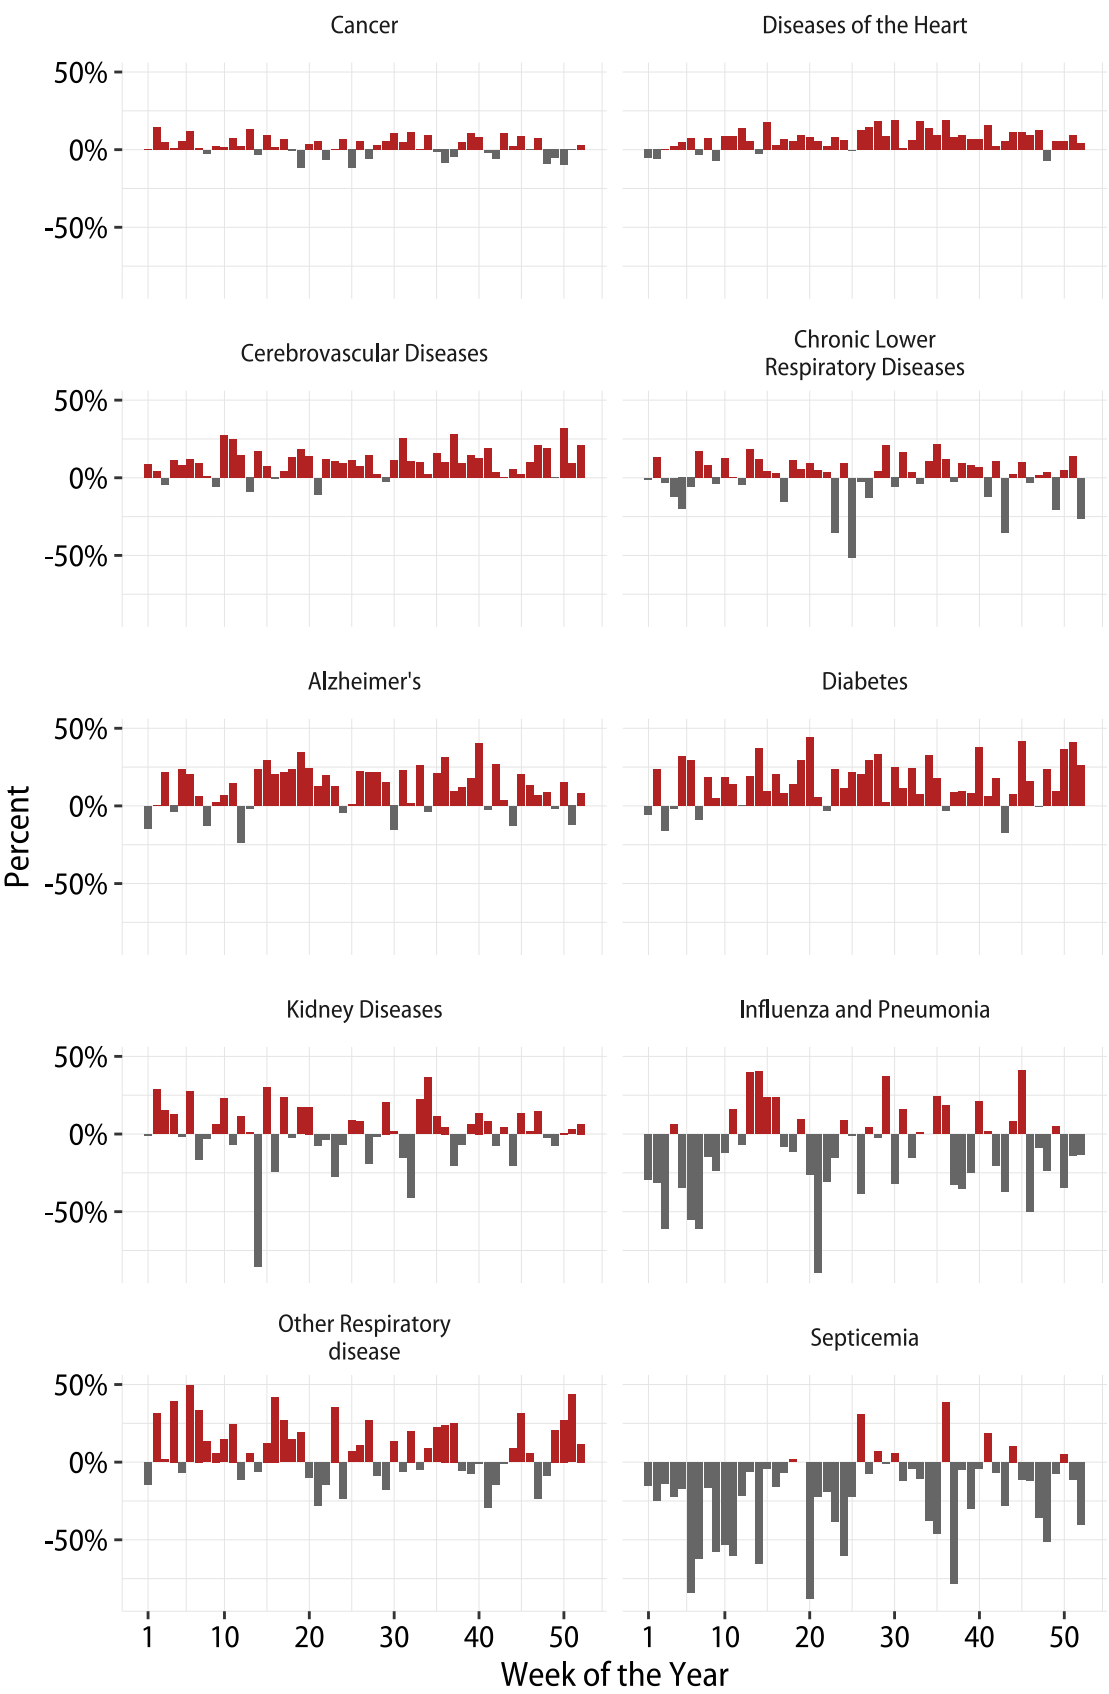 Cancer
Diseases of the Heart
50%
0%
-50%
Cerebrovascular Diseases
Chronic Lower
Respiratory Diseases
50%
0%
-50%
Alzheimer's
Diabetes
50%
0%
-50%
Percent
Kidney Diseases
Influenza and Pneumonia
50%
0%
-50%
Other Respiratory
disease
Septicemia
50%
0%
-50%
1 10 20 30 40 50
1 10 20 30 40 50
Week of the Year